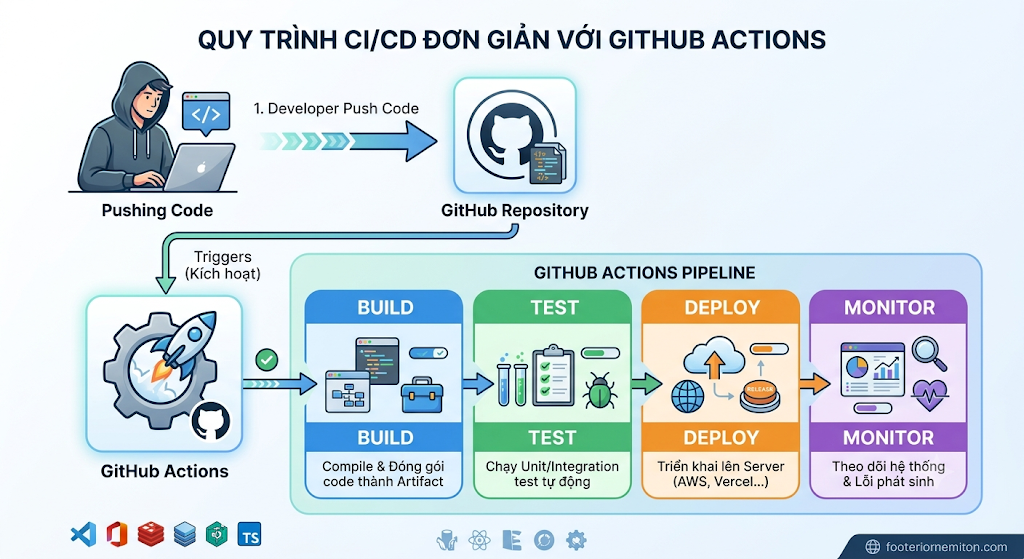 QUY TRÌNH CI/CD ĐƠN GIẢN VỚI GITHUB ACTIONS
</>
1. Developer Push Code
Pushing Code
GitHub Repository
Triggers
(Kích hoạt)
GitHub Actions
GITHUB ACTIONS PIPELINE
BUILD
BUILD
Compile & Đóng gói
code thành Artifact
TEST
TEST
Chạy Unit/Integration
test tự động
DEPLOY
RELEASE
DEPLOY
Triển khai lên Server
(AWS, Vercel...)
MONITOR
MONITOR
Theo dõi hệ thống
& Lỗi phát sinh
TS
footeriornemiton.com